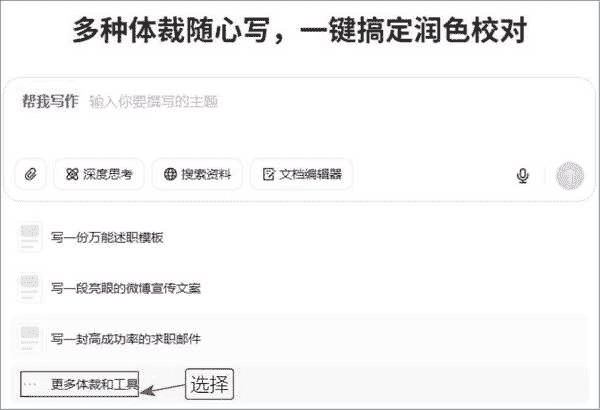 多种体裁随心写，一键搞定润色校对
帮我写作 输入你要撰写的主题
深度思考 搜索资料 文档编辑器
写一份万能述职模板
写一段亮眼的微博宣传文案
写一封高成功率的求职邮件
··· 更多体裁和工具 选择